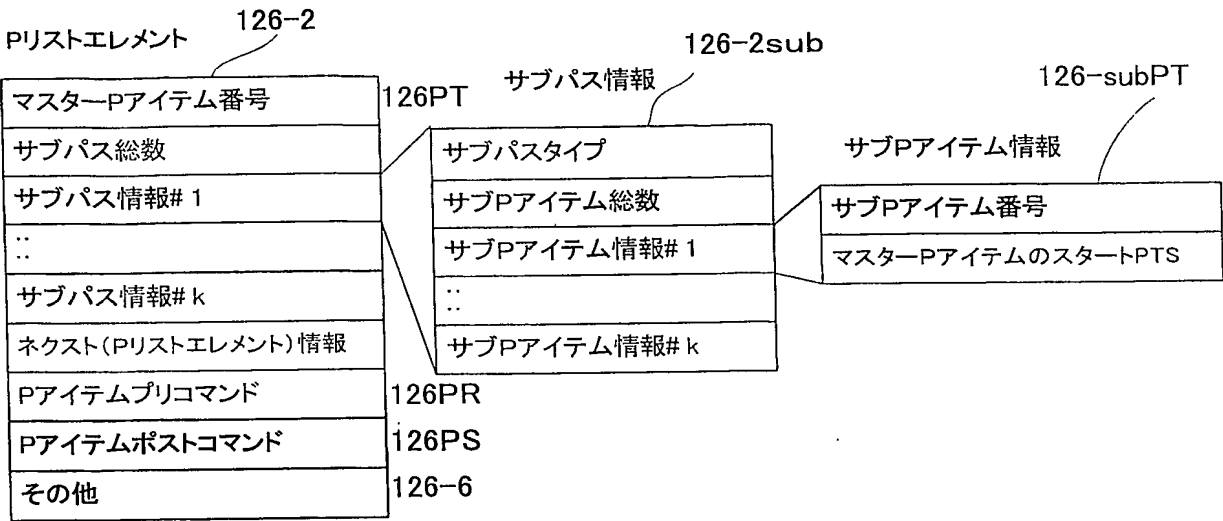 Pリストエレメント
126-2
マスターPアイテム番号
126PT
サブパス総数
サブパス情報#1
::
サブパス情報#k
ネクスト(Pリストエレメント)情報
Pアイテムプリコマンド
126PR
Pアイテムポストコマンド
126PS
その他
126-6
サブパス情報
126-2sub
サブパスタイプ
サブPアイテム総数
サブPアイテム情報#1
::
サブPアイテム情報#k
126-subPT
サブPアイテム情報
サブPアイテム番号
マスターPアイテムのスタートPTS